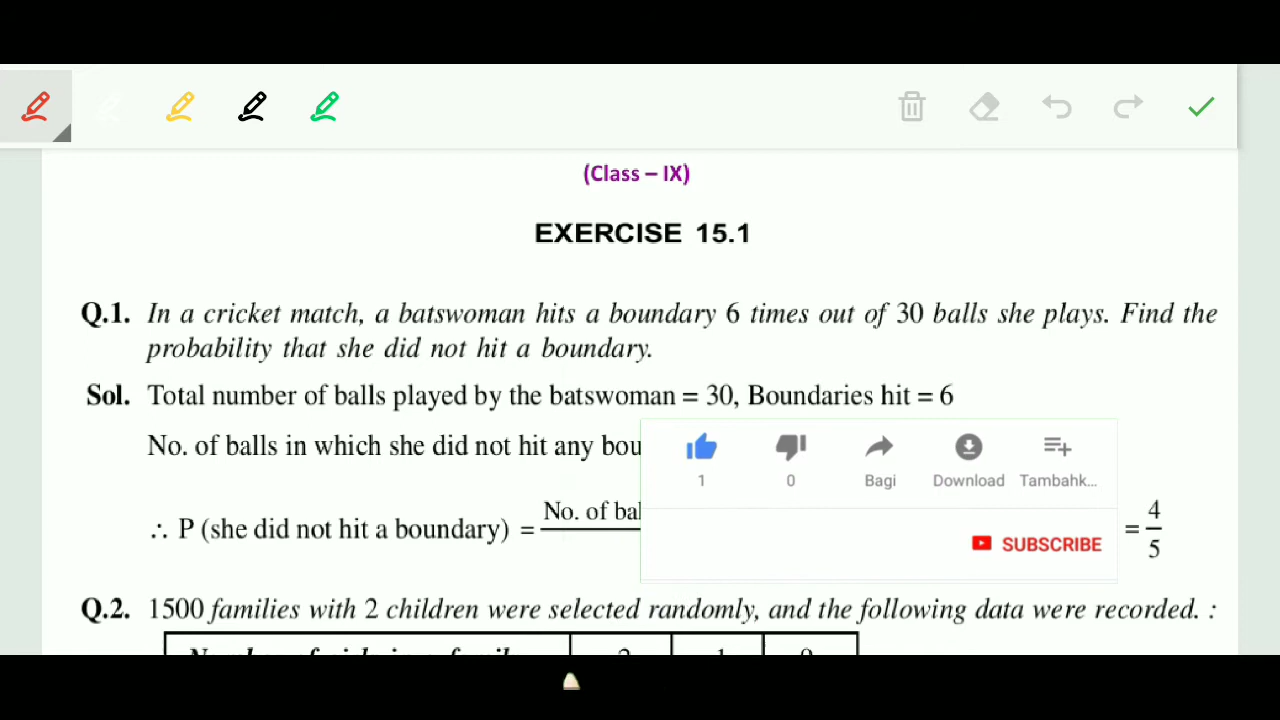 (Class – IX)
EXERCISE 15.1
Q.1. In a cricket match, a batswoman hits a boundary 6 times out of 30 balls she plays. Find the
probability that she did not hit a boundary.
Sol. Total number of balls played by the batswoman = 30, Boundaries hit = 6
No. of balls in which she did not hit any
1 0 Bagi Download Tambahk...
∴ P (she did not hit a boundary) = No. of = 4/5
SUBSCRIBE
Q.2. 1500 families with 2 children were selected randomly, and the following data were recorded. :